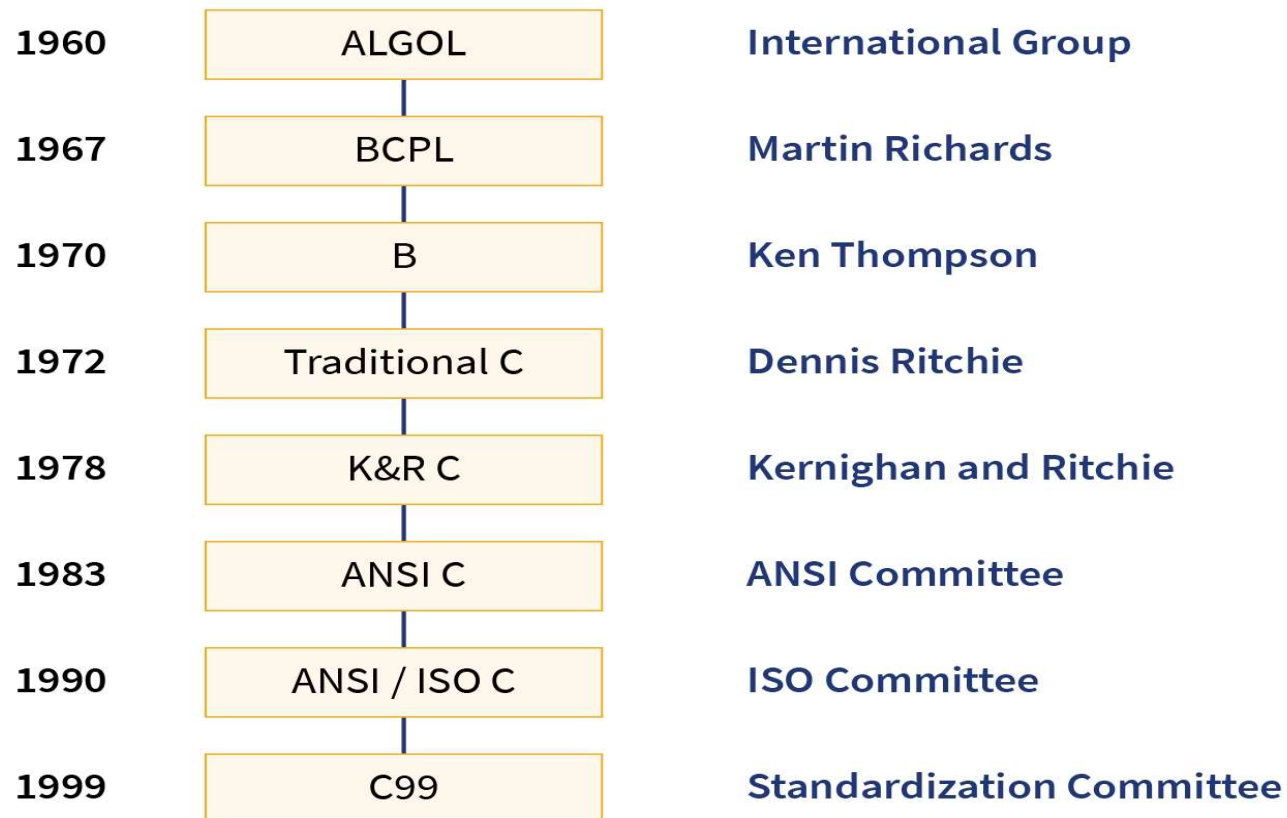 1960 ALGOL International Group
1967 BCPL Martin Richards
1970 B Ken Thompson
1972 Traditional C Dennis Ritchie
1978 K&R C Kernighan and Ritchie
1983 ANSI C ANSI Committee
1990 ANSI / ISO C ISO Committee
1999 C99 Standardization Committee